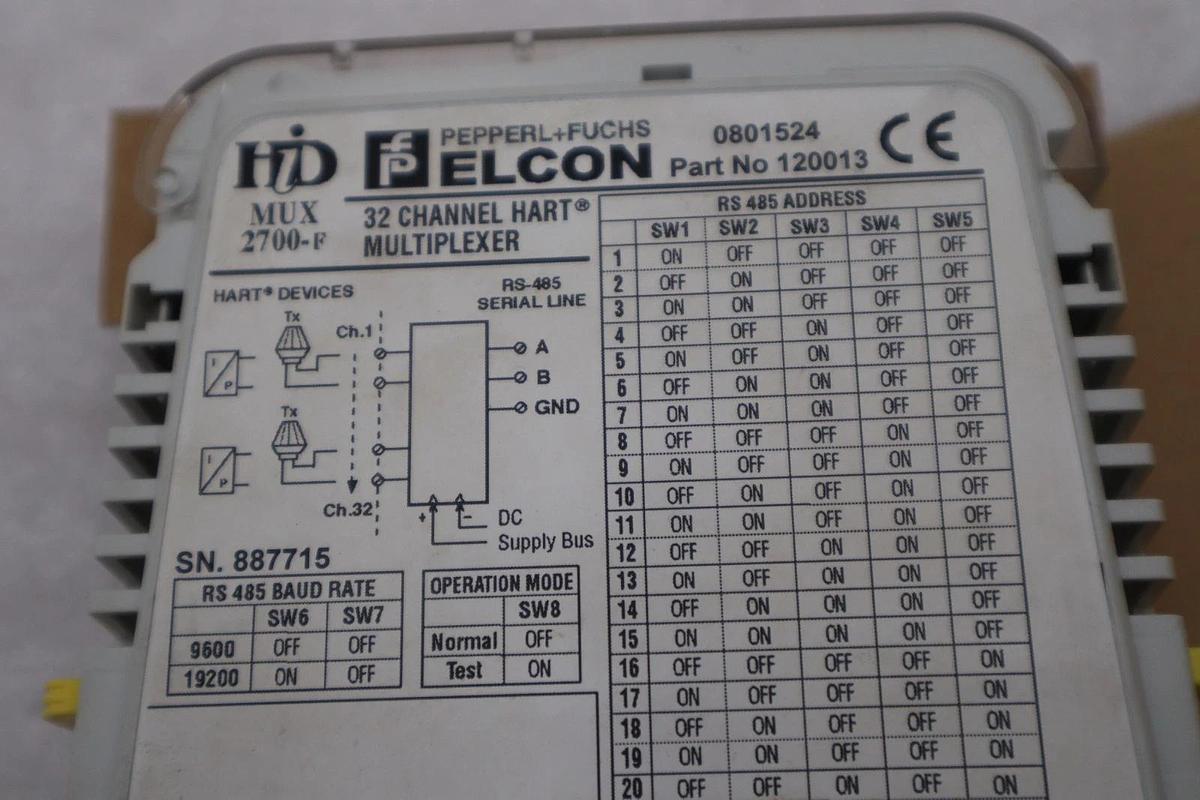 HiD
MUX
2700-F
PEPPERL+FUCHS
ELCON
0801524
Part No 120013
CE
32 CHANNEL HART®
MULTIPLEXER
HART® DEVICES
RS-485
SERIAL LINE
Tx
Ch.1
I
P
A
B
GND
Tx
I
P
Ch.32
+ -
DC
Supply Bus
SN. 887715
RS 485 BAUD RATE
SW6 SW7
9600 OFF OFF
19200 ON OFF
OPERATION MODE
SW8
Normal OFF
Test ON
RS 485 ADDRESS
SW1 SW2 SW3 SW4 SW5
1 ON OFF OFF OFF OFF
2 OFF ON OFF OFF OFF
3 ON ON OFF OFF OFF
4 OFF OFF ON OFF OFF
5 ON OFF ON OFF OFF
6 OFF ON ON OFF OFF
7 ON ON ON OFF OFF
8 OFF OFF OFF ON OFF
9 ON OFF OFF ON OFF
10 OFF ON OFF ON OFF
11 ON ON OFF ON OFF
12 OFF OFF ON ON OFF
13 ON OFF ON ON OFF
14 OFF ON ON ON OFF
15 ON ON ON ON OFF
16 OFF OFF OFF OFF ON
17 ON OFF OFF OFF ON
18 OFF ON OFF OFF ON
19 ON ON OFF OFF ON
20 OFF OFF ON OFF ON